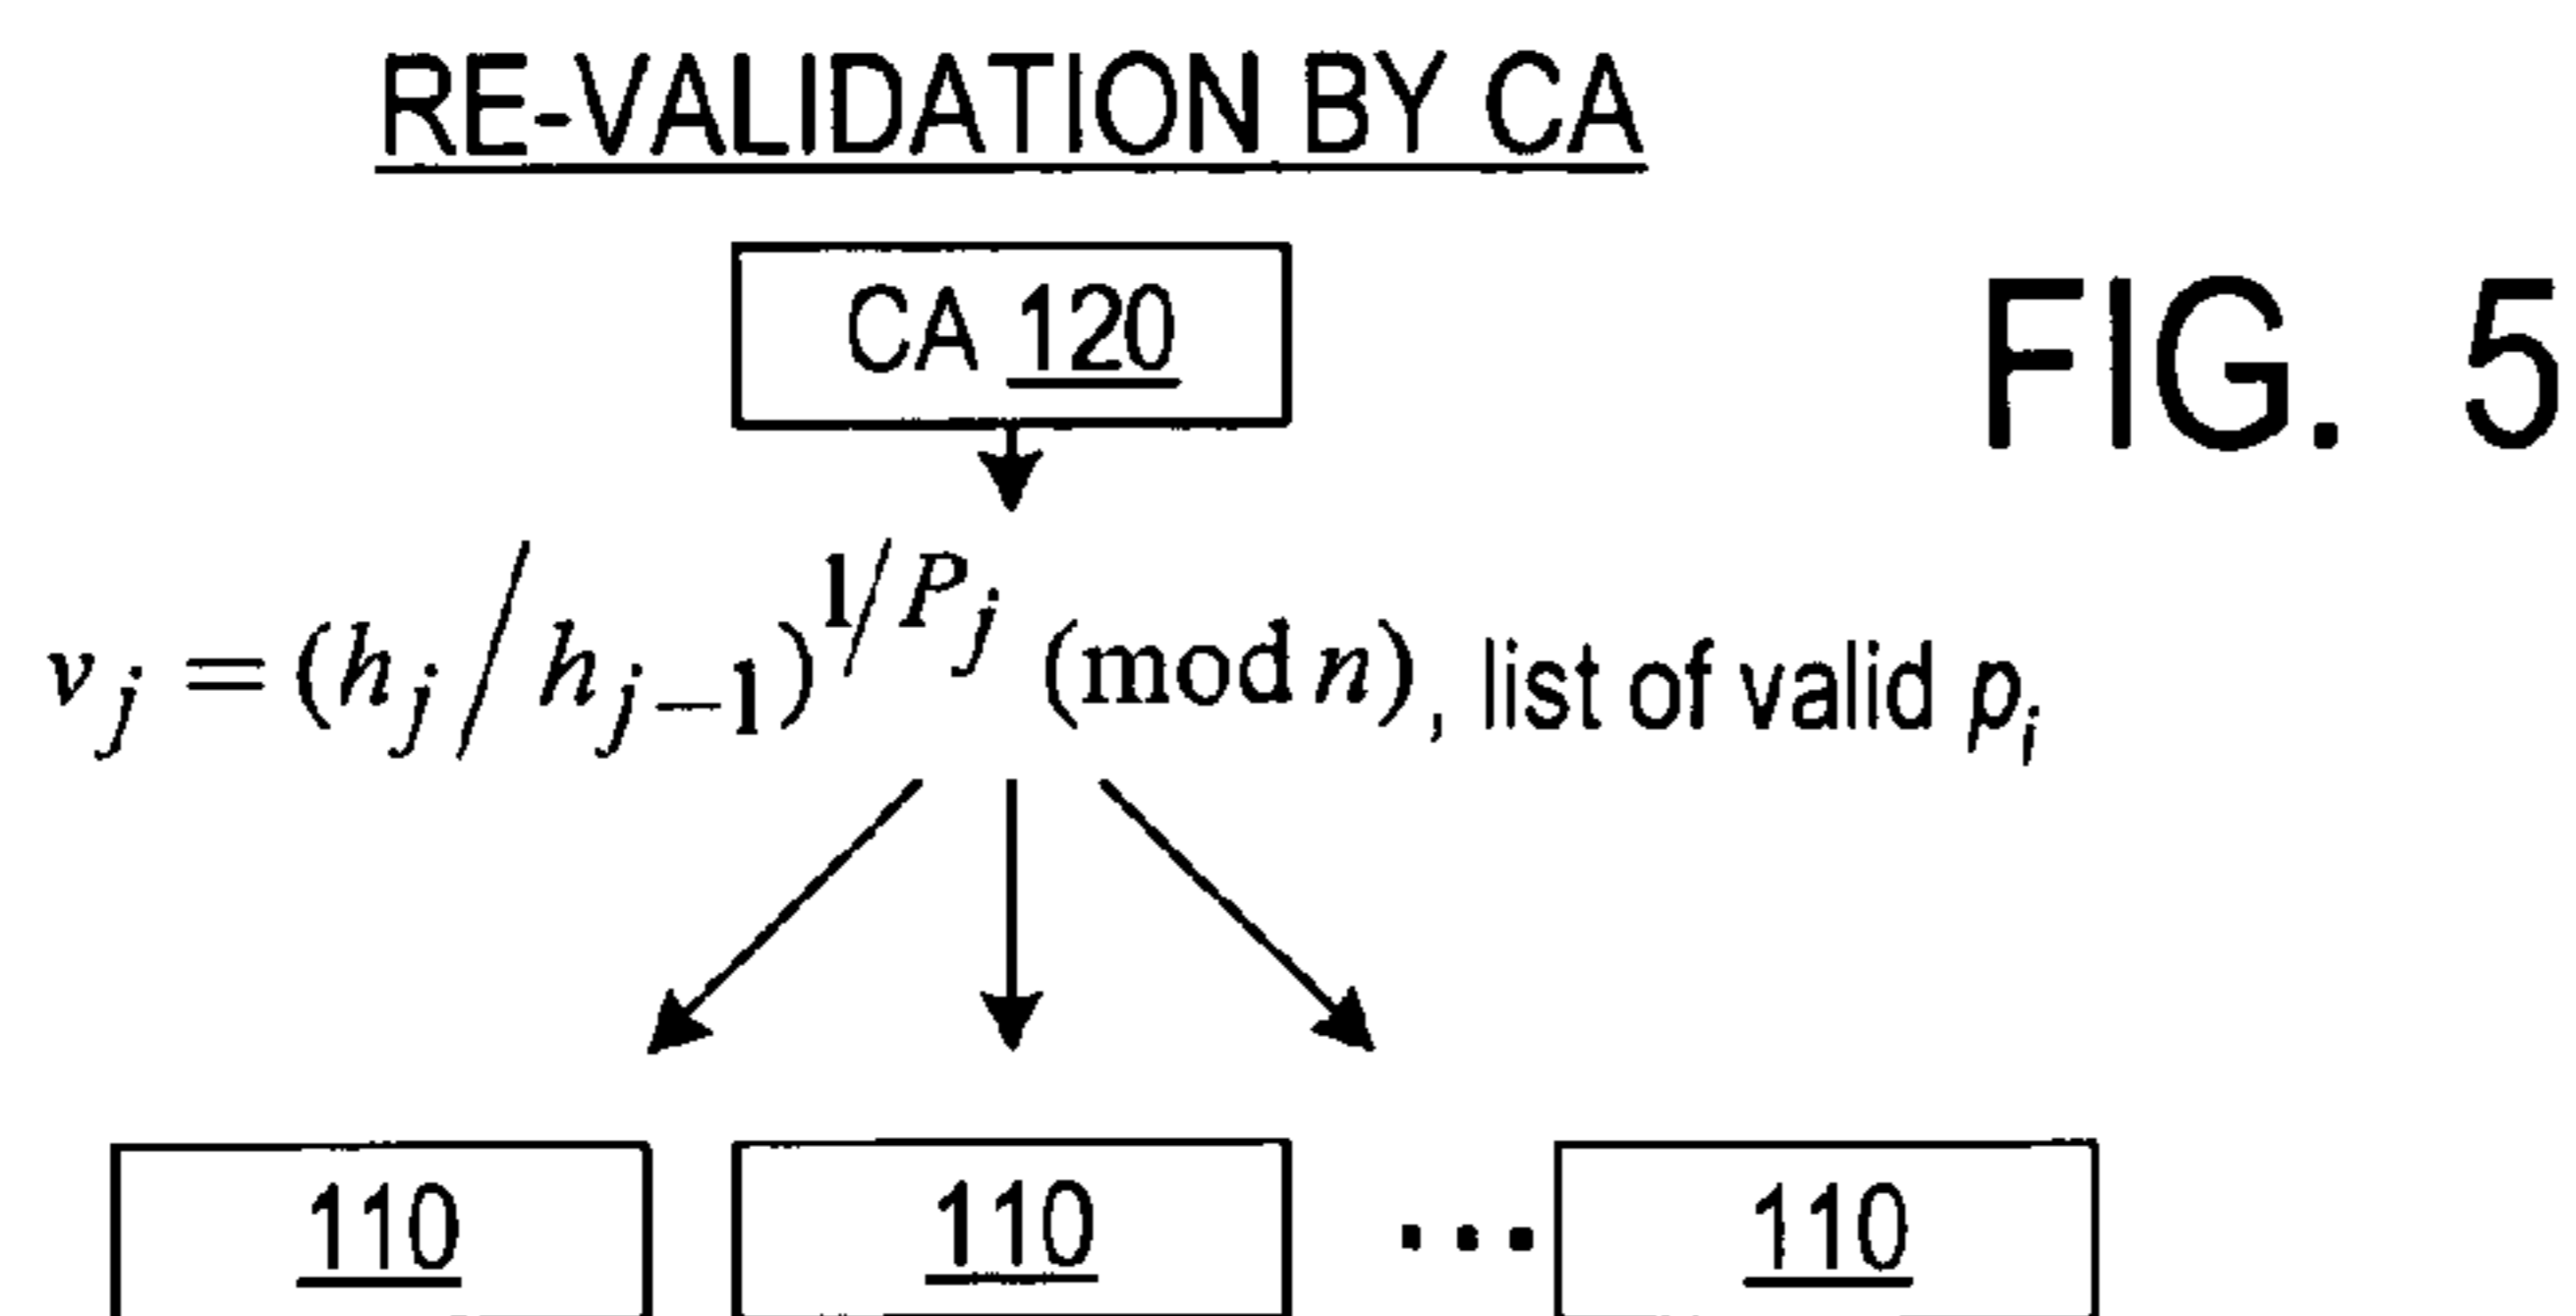 RE-VALIDATION BY CA
CA 120
FIG. 5
v_j = (h_j / h_{j-1})^{1/P_j} (mod n), list of valid p_i
110 110 ... 110